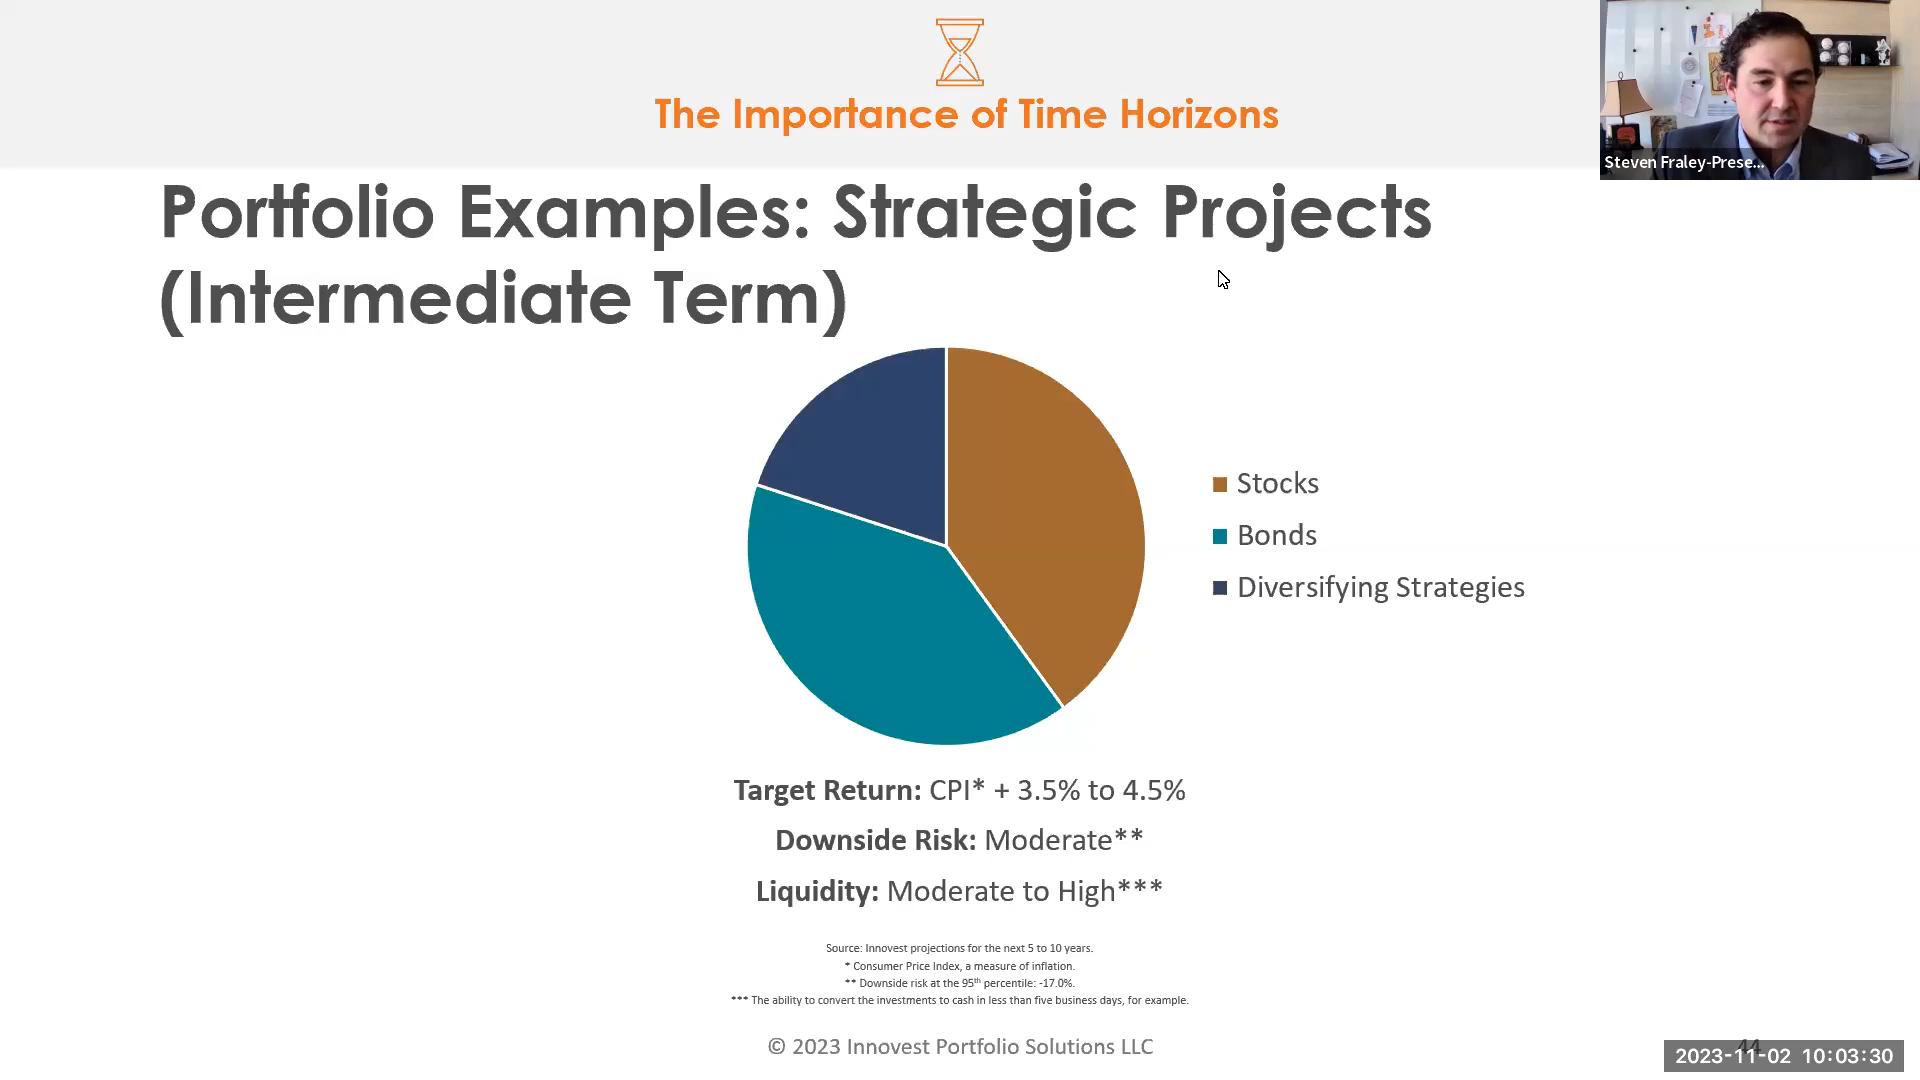 The Importance of Time Horizons
Steven Fraley-Prese...
Portfolio Examples: Strategic Projects
(Intermediate Term)
Stocks
Bonds
Diversifying Strategies
Target Return: CPI* + 3.5% to 4.5%
Downside Risk: Moderate**
Liquidity: Moderate to High***
Source: Innovest projections for the next 5 to 10 years.
* Consumer Price Index, a measure of inflation.
** Downside risk at the 95th percentile: -17.0%.
*** The ability to convert the investments to cash in less than five business days, for example.
© 2023 Innovest Portfolio Solutions LLC
44
2023-11-02 10:03:30